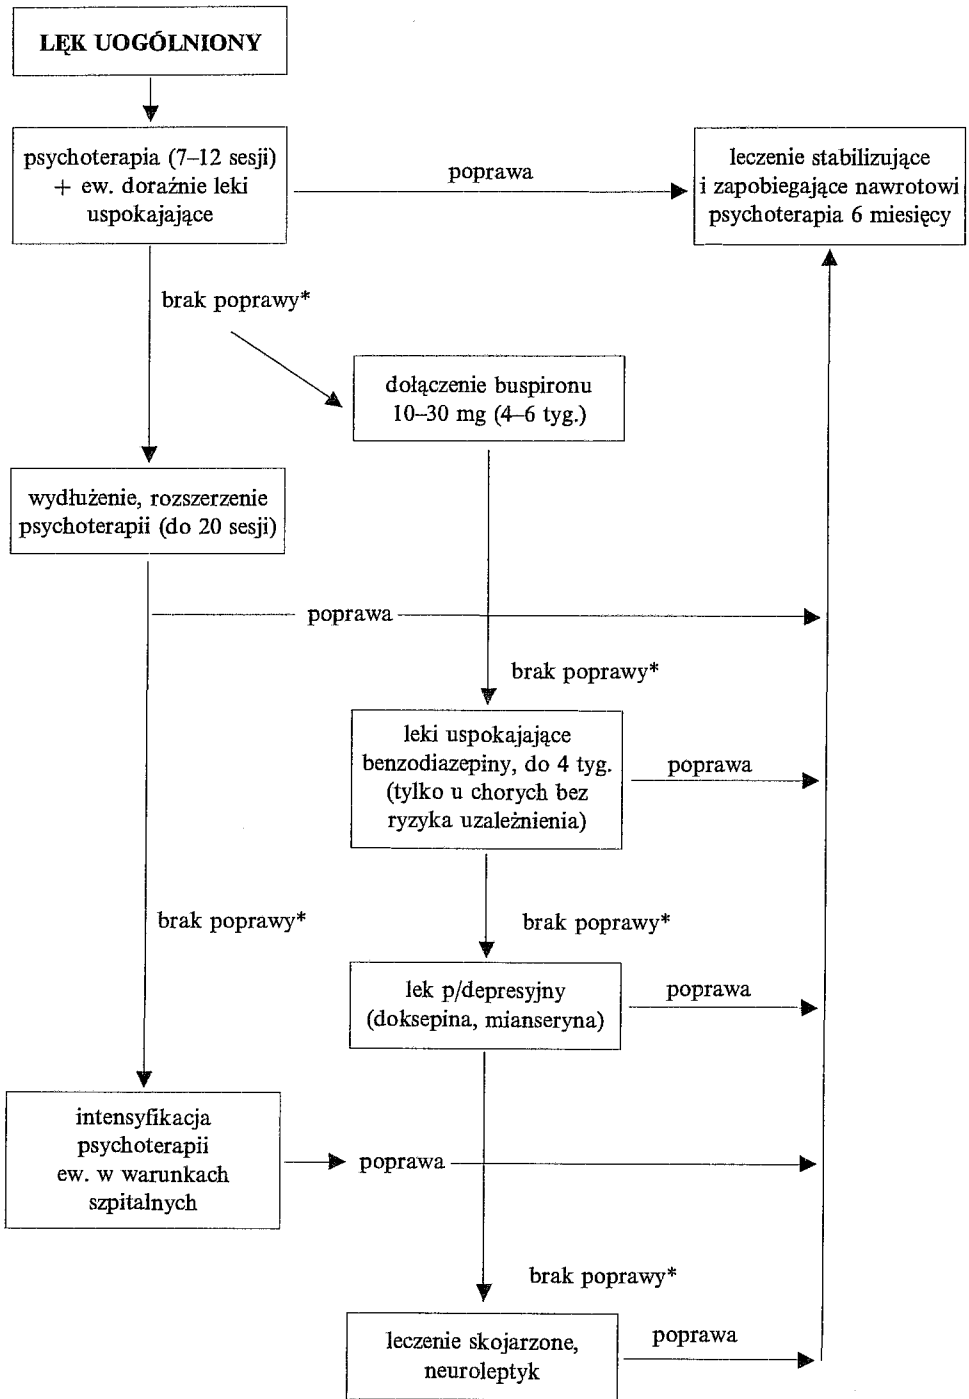 LĘK UOGÓLNIONY
psychoterapia (7–12 sesji)
+ ew. doraźnie leki
uspokajające
poprawa
leczenie stabilizujące
i zapobiegające nawrotowi
psychoterapia 6 miesięcy
brak poprawy*
dołączenie buspironu
10–30 mg (4–6 tyg.)
wydłużenie, rozszerzenie
psychoterapii (do 20 sesji)
poprawa
brak poprawy*
leki uspokajające
benzodiazepiny, do 4 tyg.
(tylko u chorych bez
ryzyka uzależnienia)
poprawa
brak poprawy*
brak poprawy*
lek p/depresyjny
(doksepina, mianseryna)
poprawa
intensyfikacja
psychoterapii
ew. w warunkach
szpitalnych
poprawa
brak poprawy*
leczenie skojarzone,
neuroleptyk
poprawa